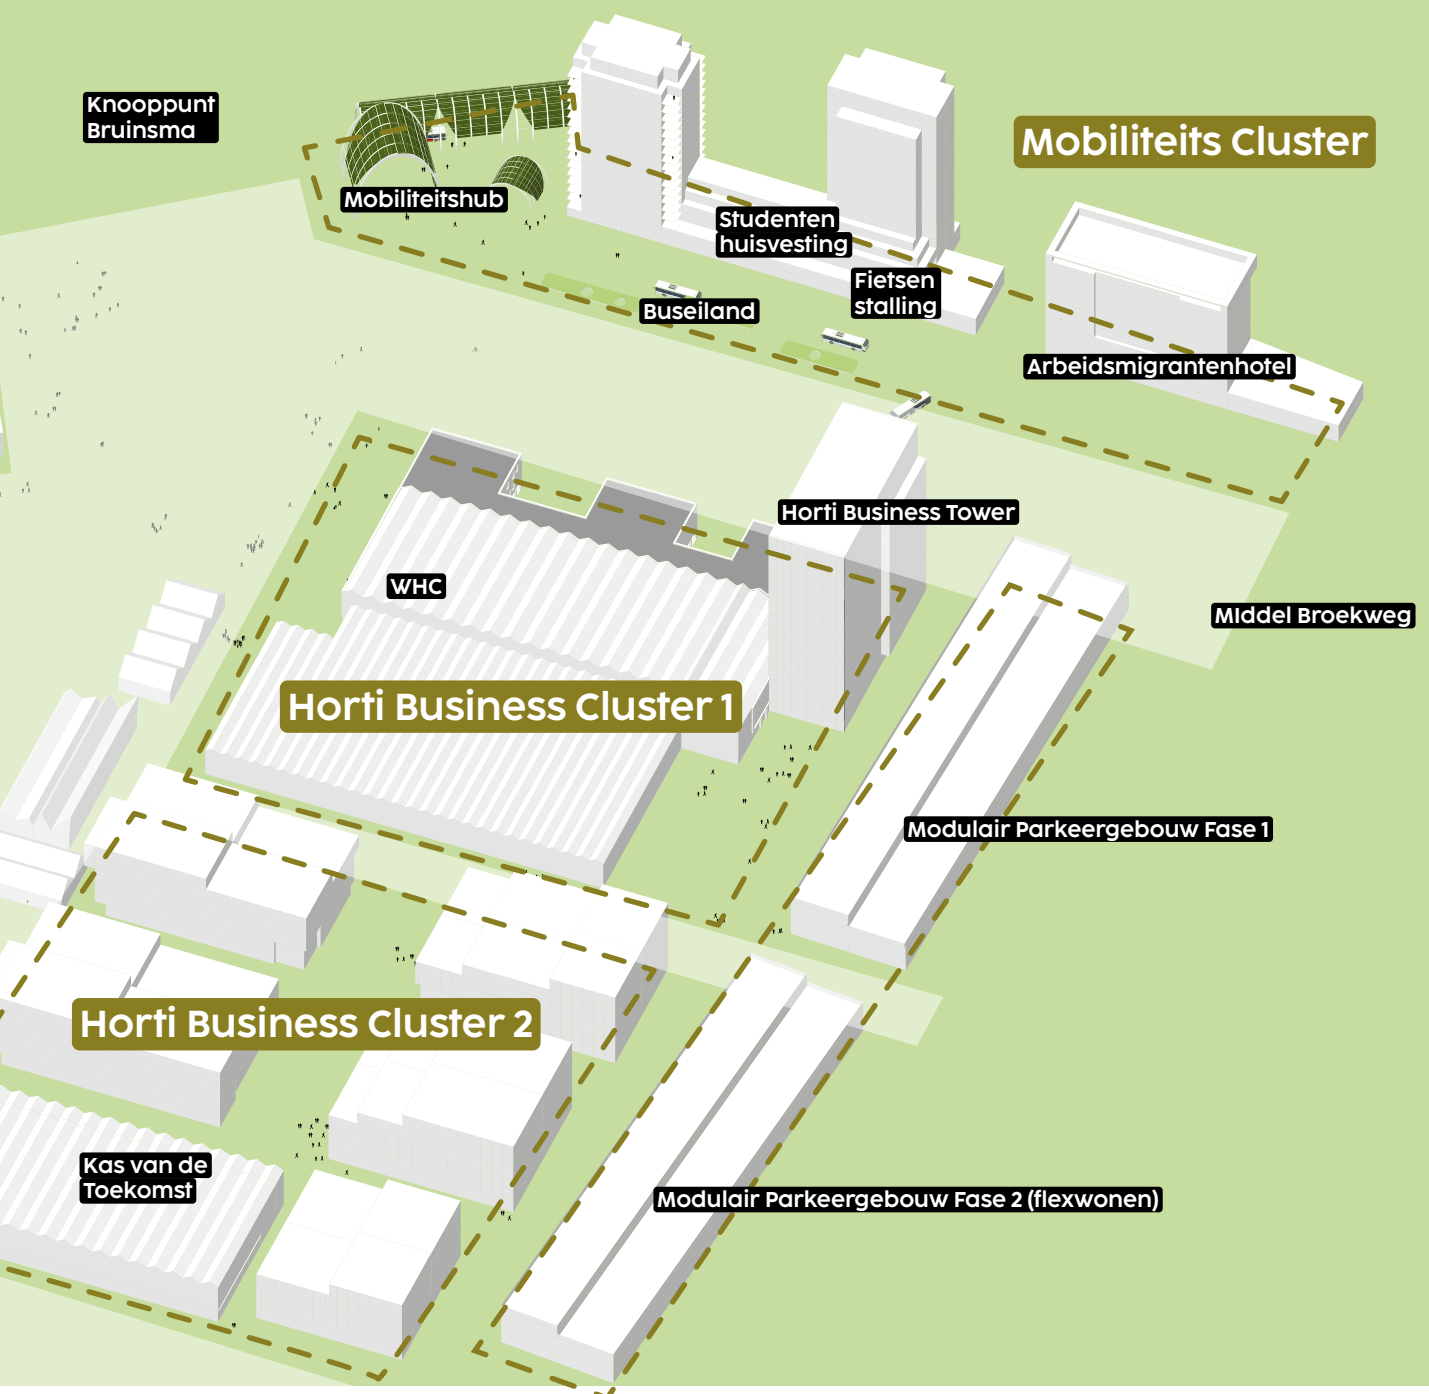 Knooppunt
Bruinsma
Mobiliteits Cluster
Mobiliteitshub
Studenten
huisvesting
Fietsen
stalling
Buseiland
Arbeidsmigrantenhotel
Horti Business Tower
WHC
MIddel Broekweg
Horti Business Cluster 1
Modulair Parkeergebouw Fase 1
Horti Business Cluster 2
Kas van de
Toekomst
Modulair Parkeergebouw Fase 2 (flexwonen)